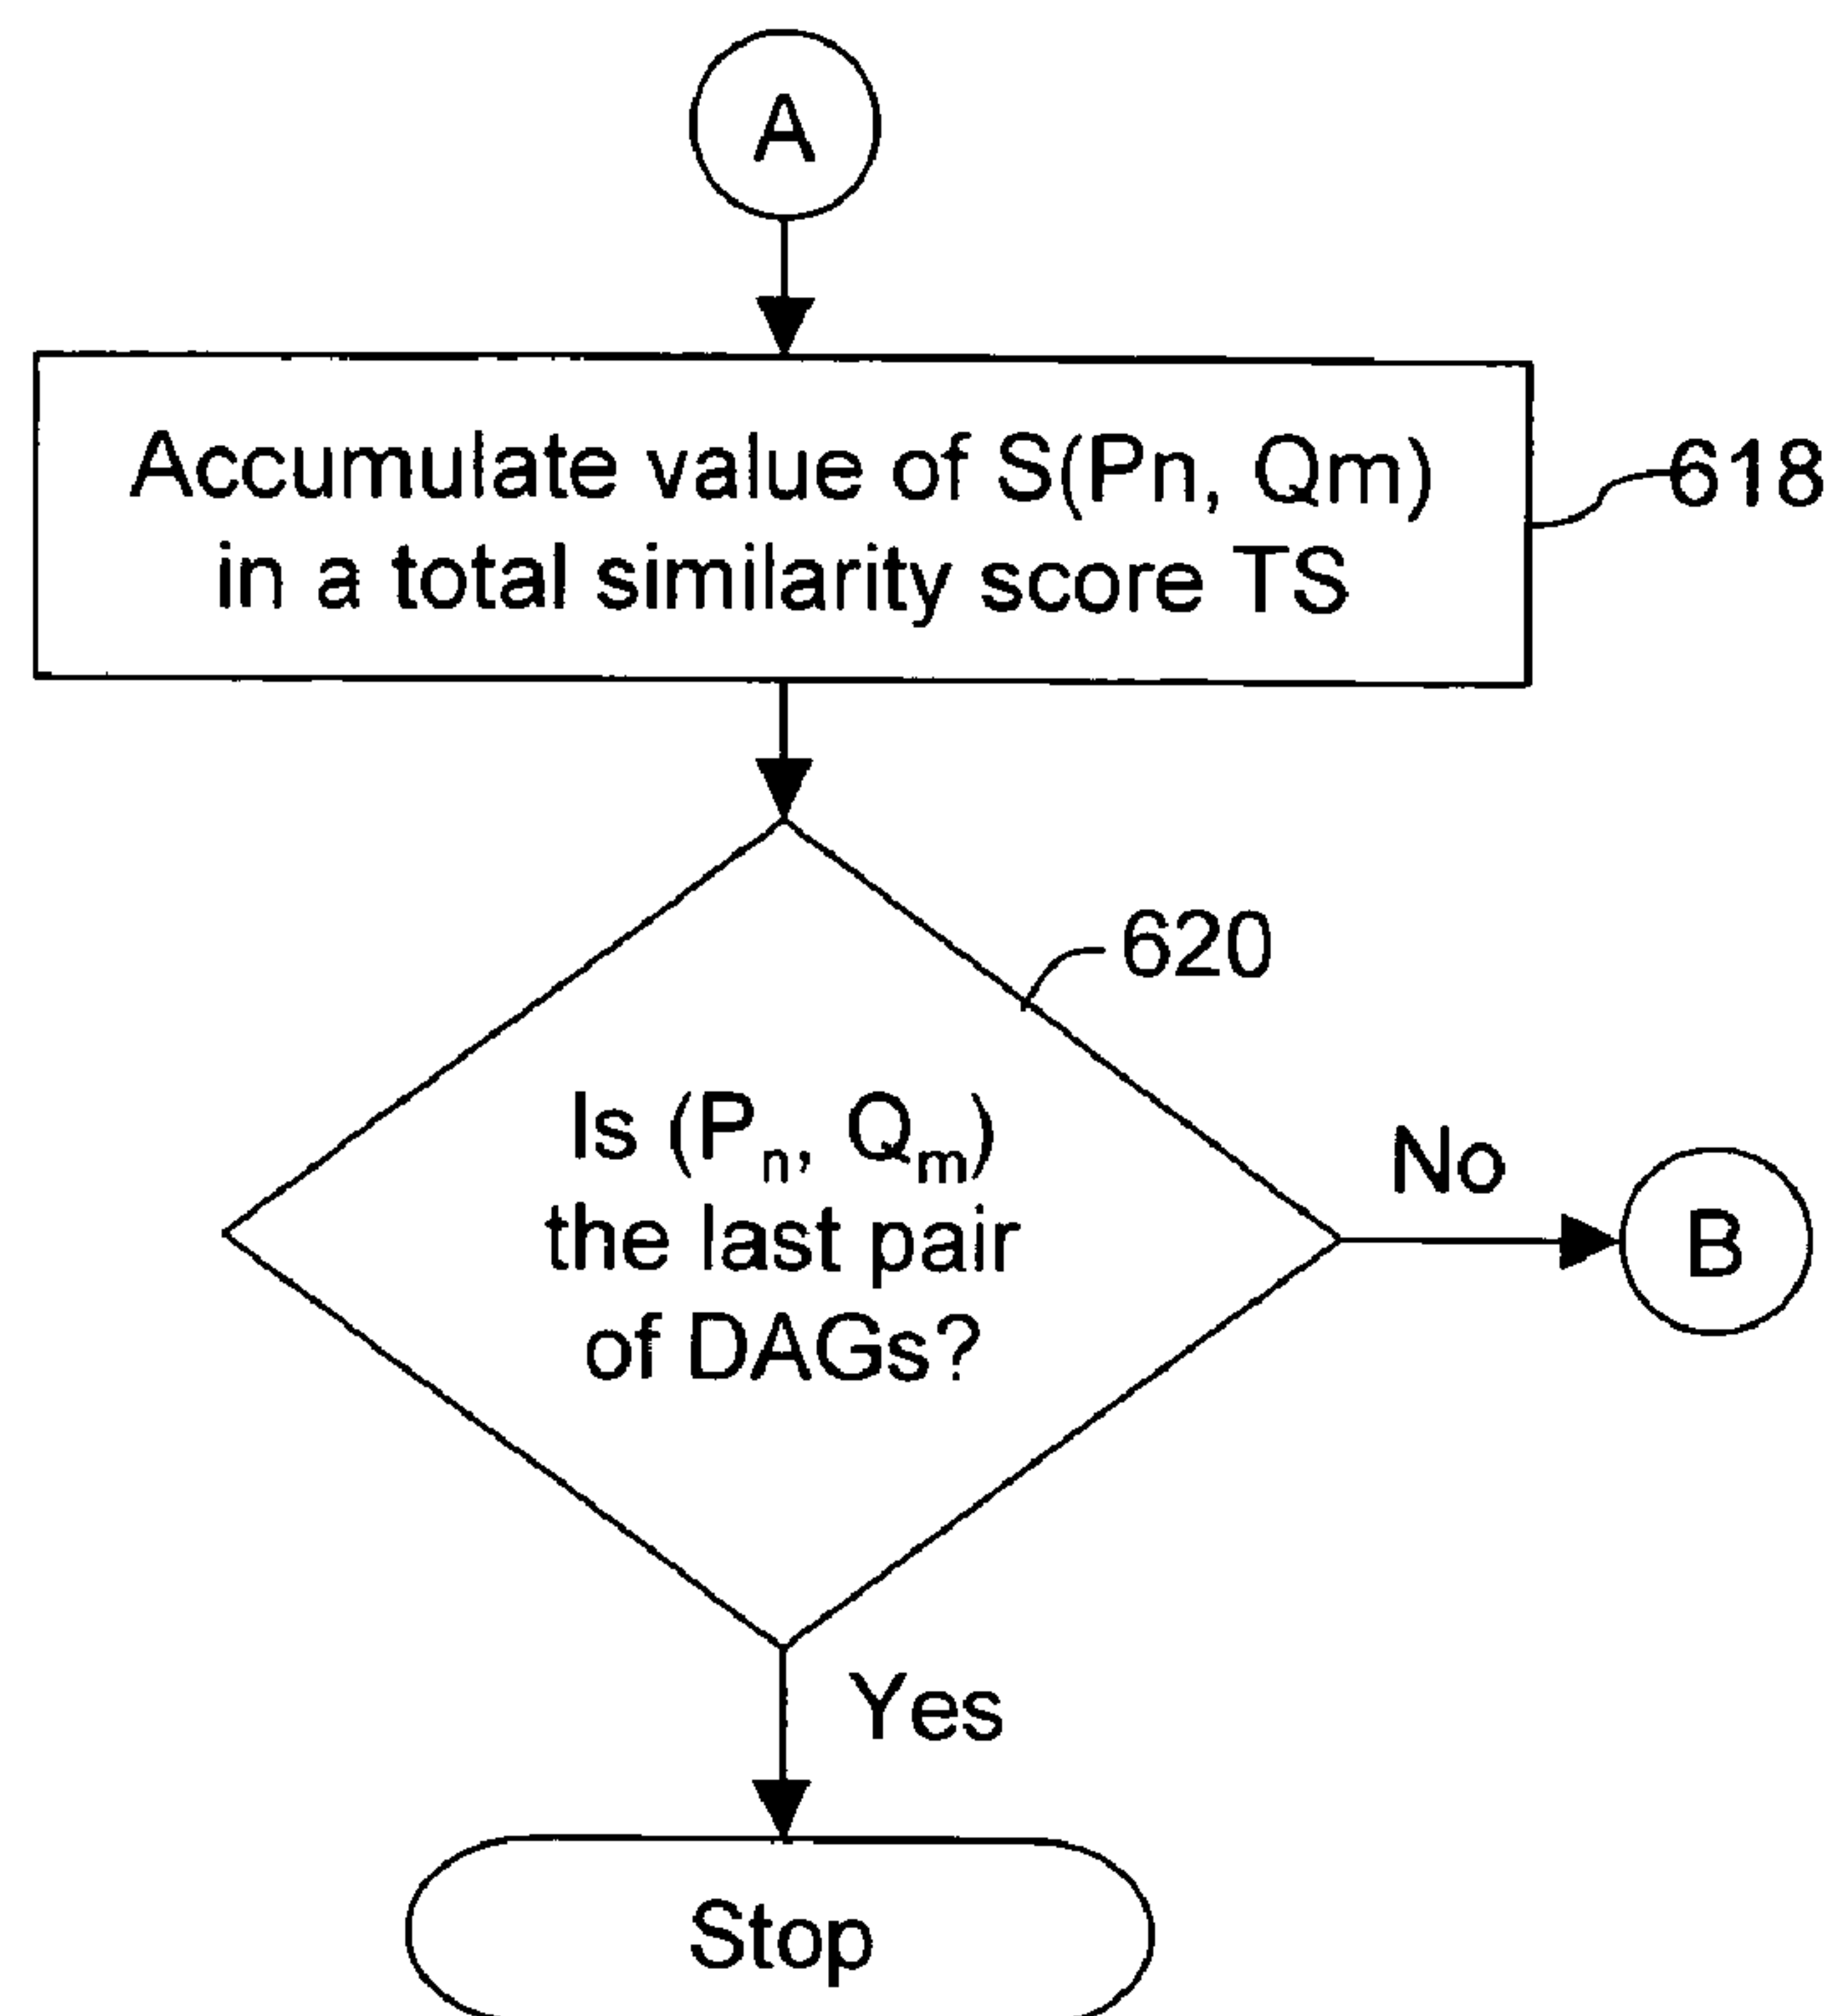 A
Accumulate value of S(Pn, Qm)
in a total similarity score TS
618
620
Is (Pn, Qm)
the last pair
of DAGs?
No
B
Yes
Stop